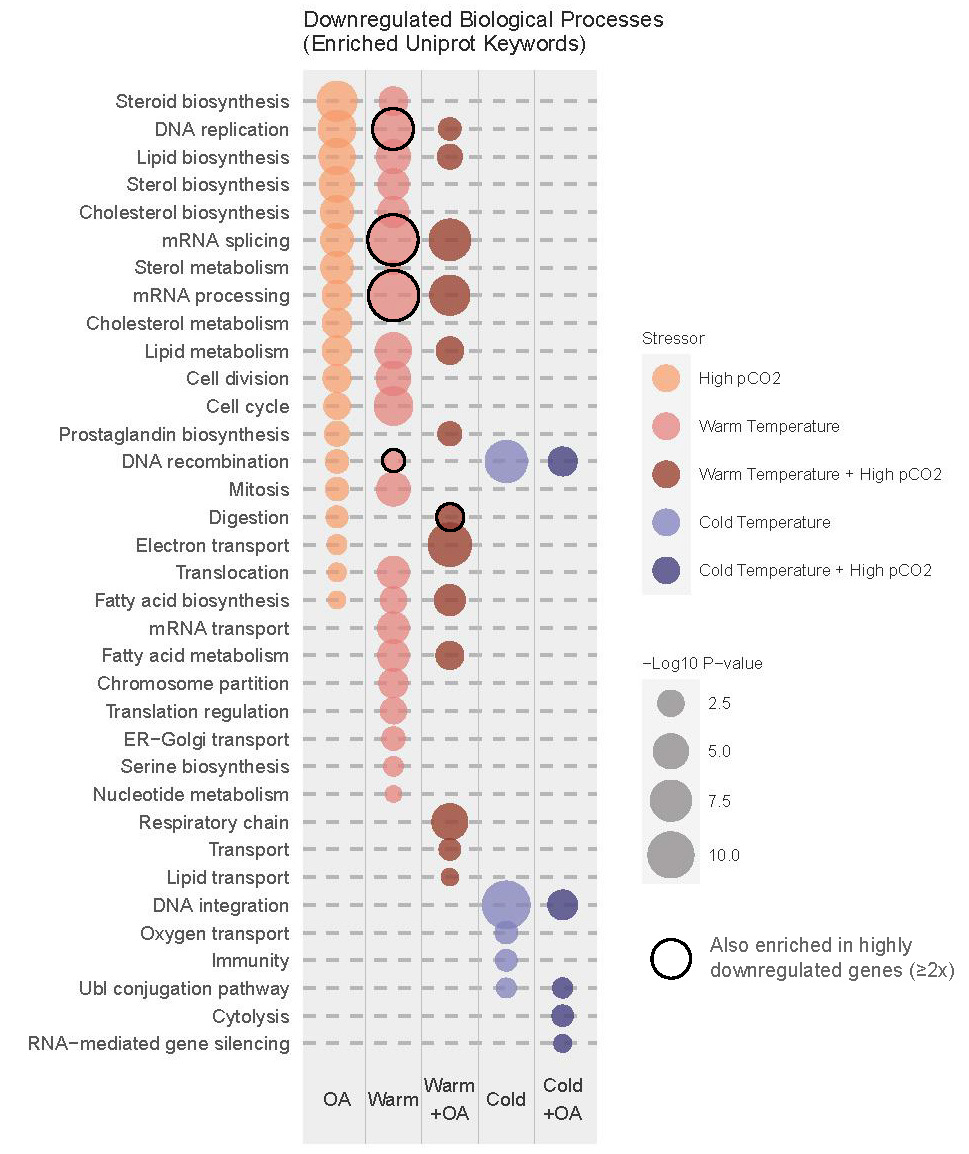 Downregulated Biological Processes
(Enriched Uniprot Keywords)
Steroid biosynthesis
DNA replication
Lipid biosynthesis
Sterol biosynthesis
Cholesterol biosynthesis
mRNA splicing
Sterol metabolism
mRNA processing
Cholesterol metabolism
Lipid metabolism
Cell division
Cell cycle
Prostaglandin biosynthesis
DNA recombination
Mitosis
Digestion
Electron transport
Translocation
Fatty acid biosynthesis
mRNA transport
Fatty acid metabolism
Chromosome partition
Translation regulation
ER−Golgi transport
Serine biosynthesis
Nucleotide metabolism
Respiratory chain
Transport
Lipid transport
DNA integration
Oxygen transport
Immunity
Ubl conjugation pathway
Cytolysis
RNA−mediated gene silencing
OA
Warm
Warm
+OA
Cold
Cold
+OA
Stressor
High pCO2
Warm Temperature
Warm Temperature + High pCO2
Cold Temperature
Cold Temperature + High pCO2
−Log10 P−value
2.5
5.0
7.5
10.0
Also enriched in highly
downregulated genes (≥2x)